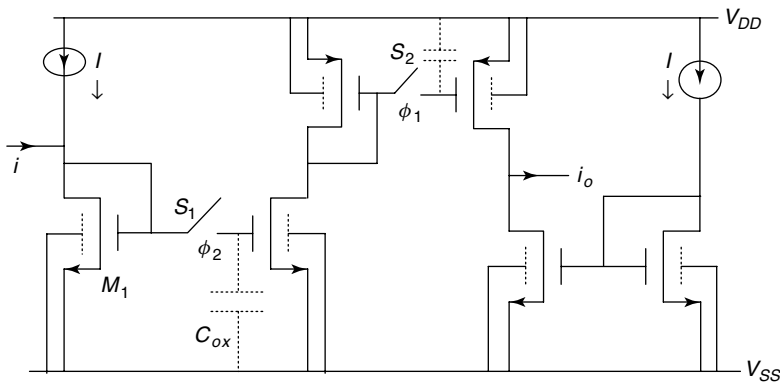 V_DD
I
S_2
I
ϕ_1
i
i_o
S_1
ϕ_2
M_1
C_ox
V_SS